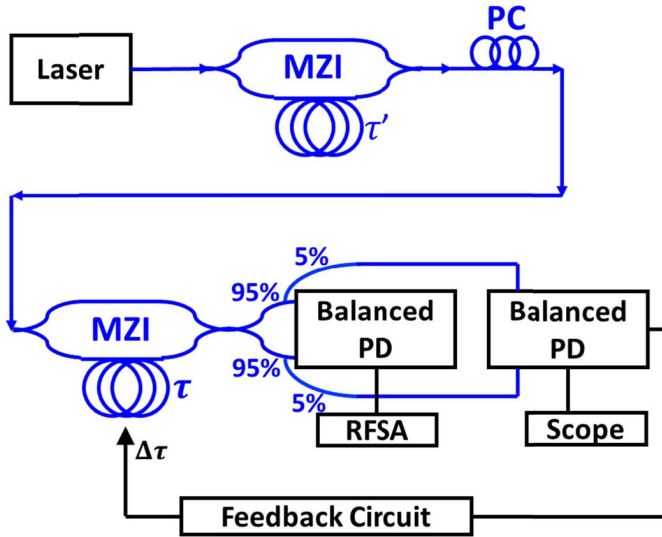 PC
Laser
MZI
τ′
5%
95%
MZI
τ
Balanced
PD
Balanced
PD
95%
5%
RFSA
Scope
Δτ
Feedback Circuit